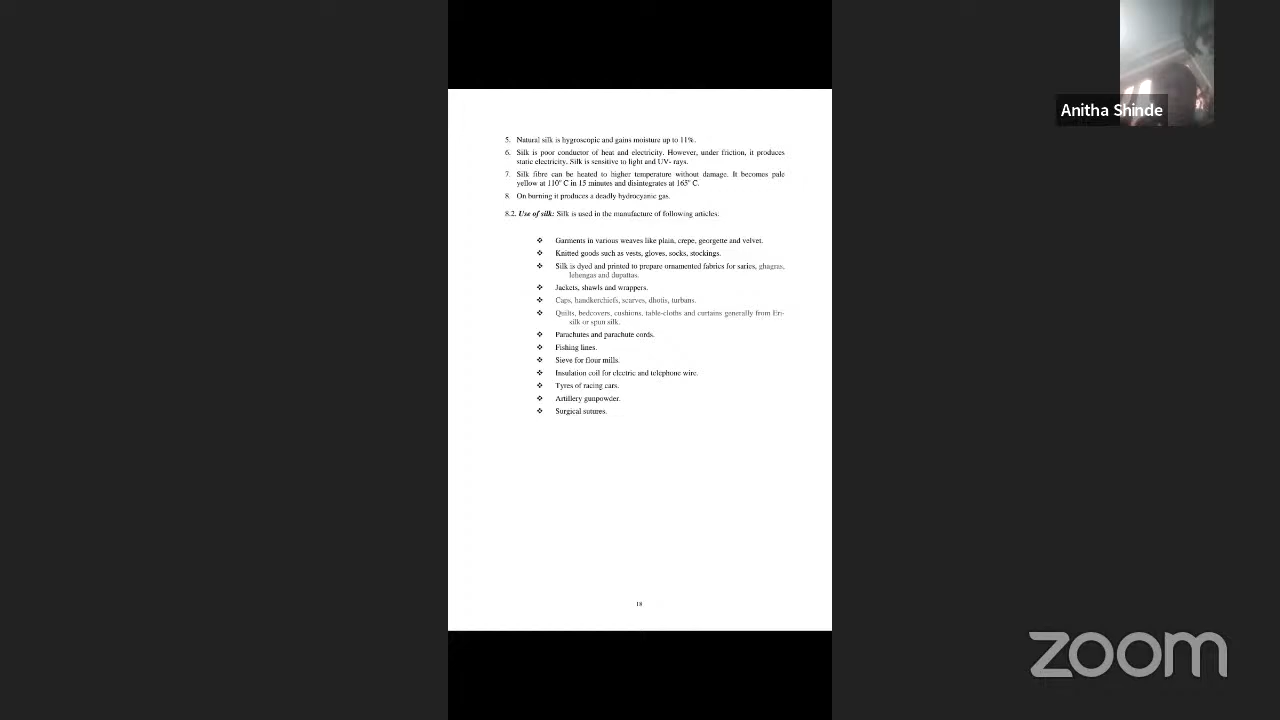 Anitha Shinde
5. Natural silk is hygroscopic and gains moisture up to 11%.
6. Silk is poor conductor of heat and electricity. However, under friction, it produces
static electricity. Silk is sensitive to light and UV- rays.
7. Silk fibre can be heated to higher temperature without damage. It becomes pale
yellow at 110° C in 15 minutes and disintegrates at 165° C.
8. On burning it produces a deadly hydrocyanic gas.
8.2. Use of silk: Silk is used in the manufacture of following articles:
❖ Garments in various weaves like plain, crepe, georgette and velvet.
❖ Knitted goods such as vests, gloves, socks, stockings.
❖ Silk is dyed and printed to prepare ornamented fabrics for saries, ghagras,
lehengas and dupattas.
❖ Jackets, shawls and wrappers.
❖ Caps, handkerchiefs, scarves, dhotis, turbans.
❖ Quilts, bedcovers, cushions, table-cloths and curtains generally from Eri-
silk or spun silk.
❖ Parachutes and parachute cords.
❖ Fishing lines.
❖ Sieve for flour mills.
❖ Insulation coil for electric and telephone wire.
❖ Tyres of racing cars.
❖ Artillery gunpowder.
❖ Surgical sutures.
18
zoom